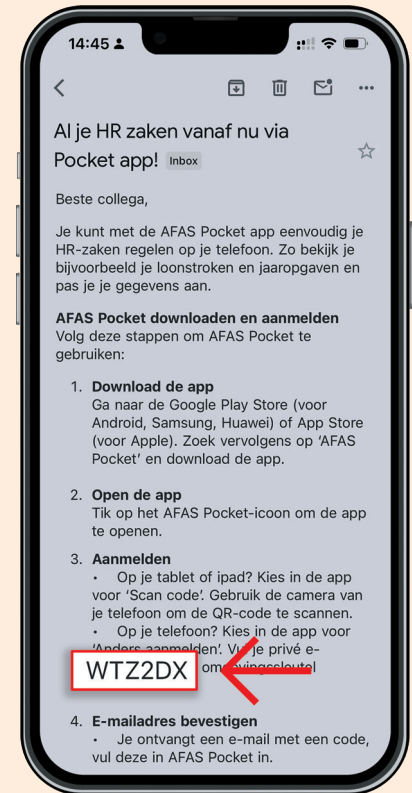 14:45
Al je HR zaken vanaf nu via
Pocket app! Inbox
Beste collega,
Je kunt met de AFAS Pocket app eenvoudig je
HR-zaken regelen op je telefoon. Zo bekijk je
bijvoorbeeld je loonstroken en jaaropgaven en
pas je je gegevens aan.
AFAS Pocket downloaden en aanmelden
Volg deze stappen om AFAS Pocket te
gebruiken:
1. Download de app
Ga naar de Google Play Store (voor
Android, Samsung, Huawei) of App Store
(voor Apple). Zoek vervolgens op ‘AFAS
Pocket’ en download de app.
2. Open de app
Tik op het AFAS Pocket-icoon om de app
te openen.
3. Aanmelden
• Op je tablet of ipad? Kies in de app
voor ‘Scan code’. Gebruik de camera van
je telefoon om de QR-code te scannen.
• Op je telefoon? Kies in de app voor
‘Anders aanmelden’. Vul je privé e-
WTZ2DX omgevingssleutel
4. E-mailadres bevestigen
• Je ontvangt een e-mail met een code,
vul deze in AFAS Pocket in.